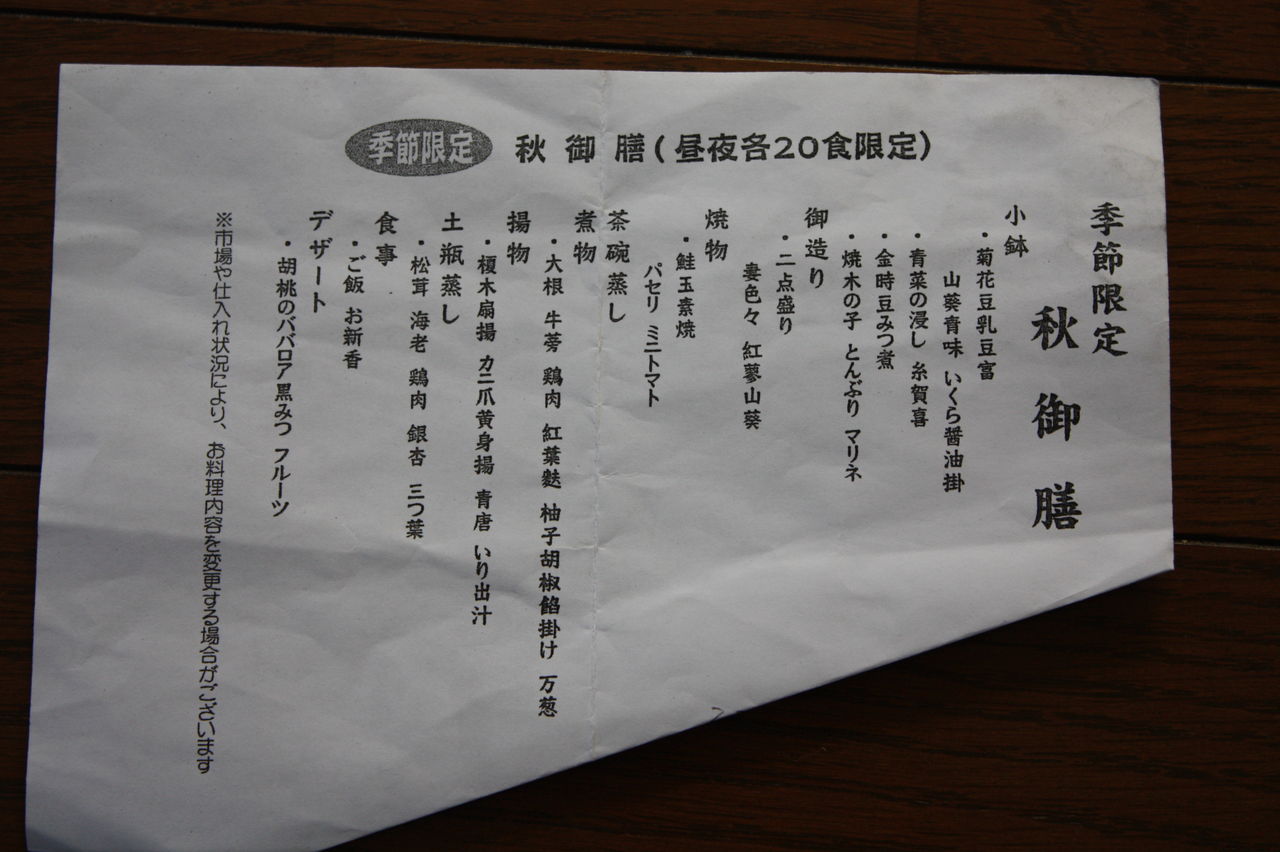 季節限定 秋御膳(昼夜各20食限定)
季節限定
秋御膳
小鉢
・菊花豆乳豆富
山葵青味 いくら醤油掛
・青菜の浸し 糸賀喜
・金時豆みつ煮
・焼木の子 とんぶり マリネ
御造り
・二点盛り
妻色々 紅蓼山葵
焼物
・鮭玉素焼
パセリ ミニトマト
茶碗蒸し
煮物
・大根 牛蒡 鶏肉 紅葉麩 柚子胡椒餡掛け 万葱
揚物
・榎木扇揚 カニ爪黄身揚 青唐 いり出汁
土瓶蒸し
・松茸 海老 鶏肉 銀杏 三つ葉
食事
・ご飯 お新香
デザート
・胡桃のババロア黒みつ フルーツ
※市場や仕入れ状況により、お料理内容を変更する場合がございます